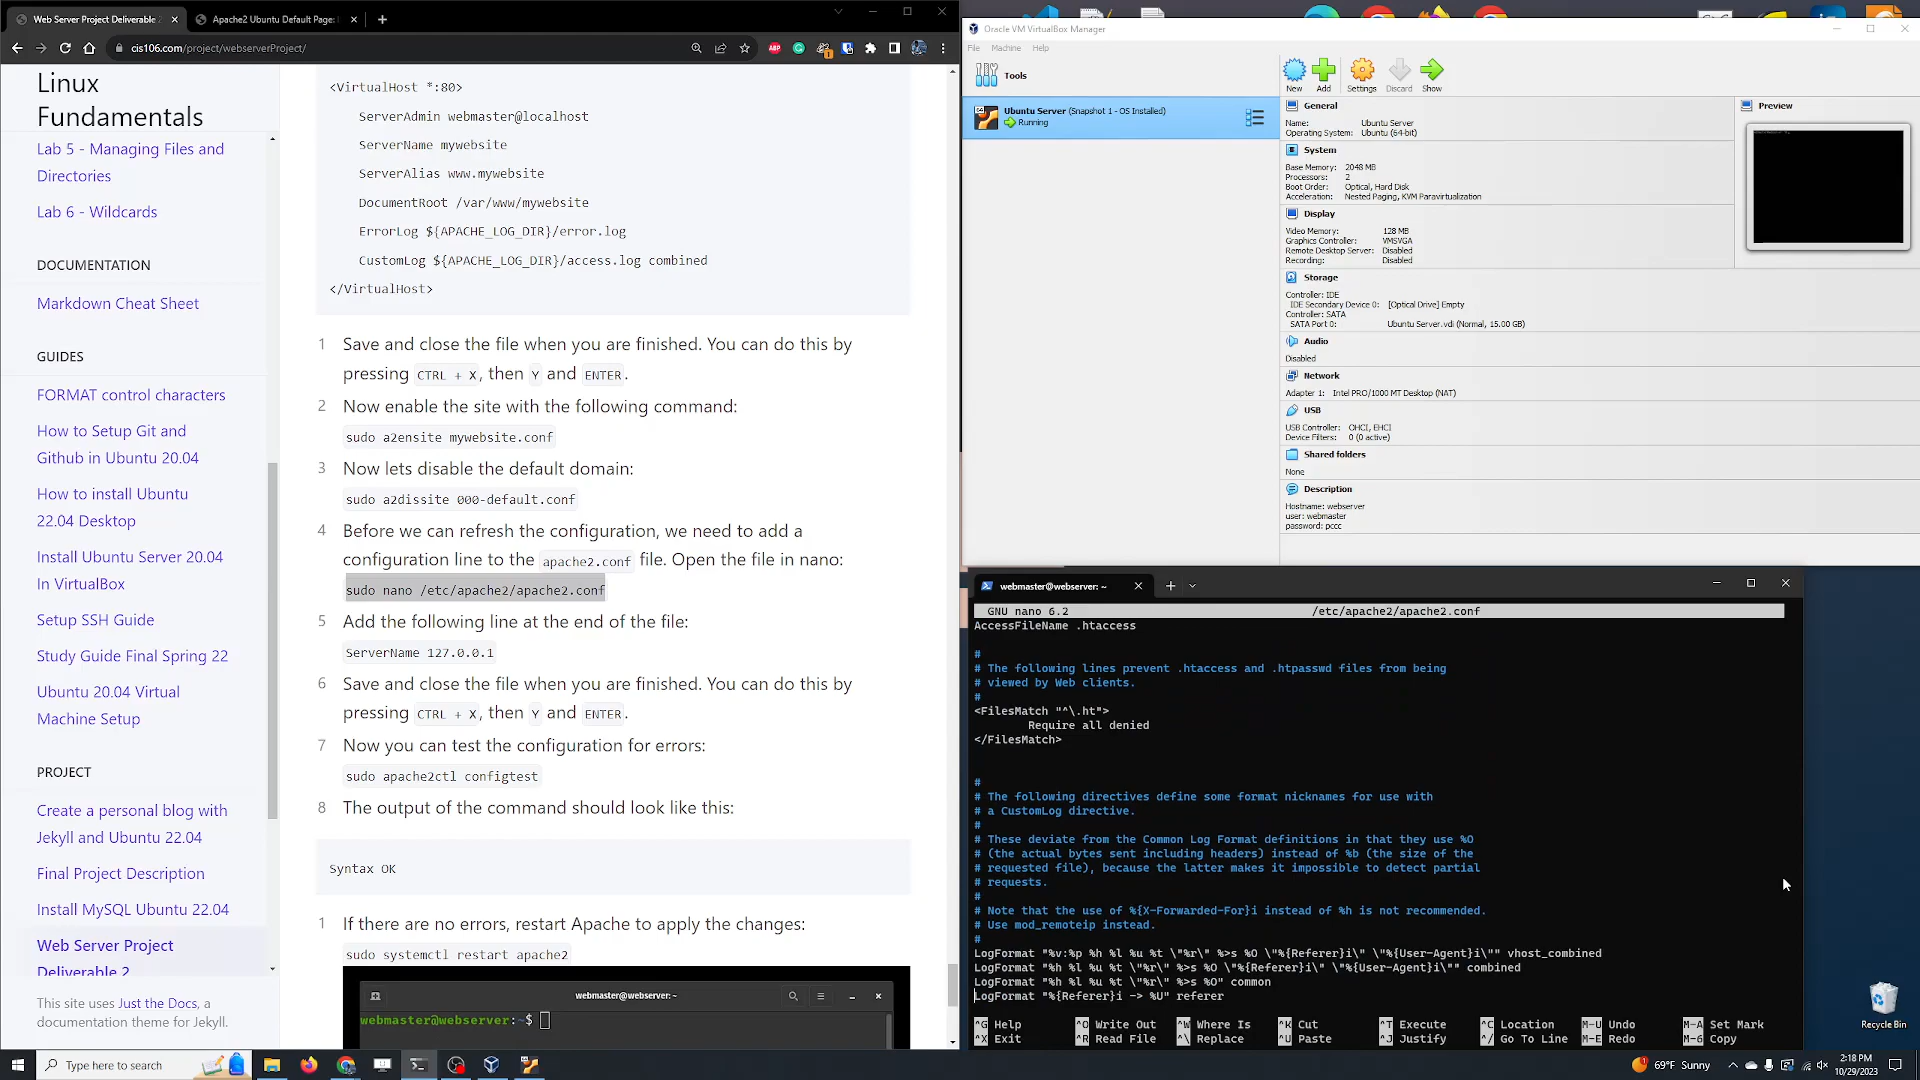 Web Server Project Deliverable 2
Apache2 Ubuntu Default Page:
cis106.com/project/webserverProject/
Linux
Fundamentals
Lab 5 - Managing Files and
Directories
Lab 6 - Wildcards
DOCUMENTATION
Markdown Cheat Sheet
GUIDES
FORMAT control characters
How to Setup Git and
Github in Ubuntu 20.04
How to install Ubuntu
22.04 Desktop
Install Ubuntu Server 20.04
In VirtualBox
Setup SSH Guide
Study Guide Final Spring 22
Ubuntu 20.04 Virtual
Machine Setup
PROJECT
Create a personal blog with
Jekyll and Ubuntu 22.04
Final Project Description
Install MySQL Ubuntu 22.04
Web Server Project
Deliverable 2
This site uses Just the Docs, a
documentation theme for Jekyll.
<VirtualHost *:80>
ServerAdmin webmaster@localhost
ServerName mywebsite
ServerAlias www.mywebsite
DocumentRoot /var/www/mywebsite
ErrorLog ${APACHE_LOG_DIR}/error.log
CustomLog ${APACHE_LOG_DIR}/access.log combined
</VirtualHost>
1 Save and close the file when you are finished. You can do this by
pressing CTRL + X, then Y and ENTER.
2 Now enable the site with the following command:
sudo a2ensite mywebsite.conf
3 Now lets disable the default domain:
sudo a2dissite 000-default.conf
4 Before we can refresh the configuration, we need to add a
configuration line to the apache2.conf file. Open the file in nano:
sudo nano /etc/apache2/apache2.conf
5 Add the following line at the end of the file:
ServerName 127.0.0.1
6 Save and close the file when you are finished. You can do this by
pressing CTRL + X, then Y and ENTER.
7 Now you can test the configuration for errors:
sudo apache2ctl configtest
8 The output of the command should look like this:
Syntax OK
1 If there are no errors, restart Apache to apply the changes:
sudo systemctl restart apache2
webmaster@webserver: ~
webmaster@webserver:~$
Oracle VM VirtualBox Manager
File Machine Help
Tools
New Add Settings Discard Show
Ubuntu Server (Snapshot 1 - OS Installed)
Running
General
Name: Ubuntu Server
Operating System: Ubuntu (64-bit)
System
Base Memory: 2048 MB
Processors: 2
Boot Order: Optical, Hard Disk
Acceleration: Nested Paging, KVM Paravirtualization
Display
Video Memory: 128 MB
Graphics Controller: VMSVGA
Remote Desktop Server: Disabled
Recording: Disabled
Storage
Controller: IDE
IDE Secondary Device 0: [Optical Drive] Empty
Controller: SATA
SATA Port 0: Ubuntu Server.vdi (Normal, 15.00 GB)
Audio
Disabled
Network
Adapter 1: Intel PRO/1000 MT Desktop (NAT)
USB
USB Controller: OHCI, EHCI
Device Filters: 0 (0 active)
Shared folders
None
Description
Hostname: webserver
user: webmaster
password: pccc
Preview
webmaster@webserver: ~
GNU nano 6.2 /etc/apache2/apache2.conf
AccessFileName .htaccess
#
# The following lines prevent .htaccess and .htpasswd files from being
# viewed by Web clients.
#
<FilesMatch "^\.ht">
Require all denied
</FilesMatch>
#
# The following directives define some format nicknames for use with
# a CustomLog directive.
#
# These deviate from the Common Log Format definitions in that they use %O
# (the actual bytes sent including headers) instead of %b (the size of the
# requested file), because the latter makes it impossible to detect partial
# requests.
#
# Note that the use of %{X-Forwarded-For}i instead of %h is not recommended.
# Use mod_remoteip instead.
#
LogFormat "%v:%p %h %l %u %t \"%r\" %>s %O \"%{Referer}i\" \"%{User-Agent}i\"" vhost_combined
LogFormat "%h %l %u %t \"%r\" %>s %O \"%{Referer}i\" \"%{User-Agent}i\"" combined
LogFormat "%h %l %u %t \"%r\" %>s %O" common
LogFormat "%{Referer}i -> %U" referer
^G Help ^O Write Out ^W Where Is ^K Cut ^T Execute ^C Location M-U Undo M-A Set Mark
^X Exit ^R Read File ^\ Replace ^U Paste ^J Justify ^/ Go To Line M-E Redo M-6 Copy
Recycle Bin
Type here to search
69°F Sunny
2:18 PM
10/29/2023